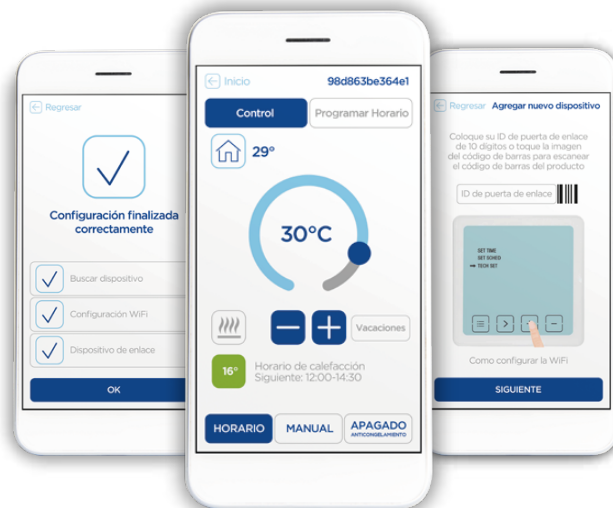 Regresar
Configuración finalizada
correctamente
Buscar dispositivo
Configuración WiFi
Dispositivo de enlace
OK
Inicio
98d863be364e1
Control
Programar Horario
29°
30°C
Vacaciones
16°
Horario de calefacción
Siguiente: 12:00-14:30
HORARIO
MANUAL
APAGADO
ANTICONGELAMIENTO
Regresar
Agregar nuevo dispositivo
Coloque su ID de puerta de enlace
de 10 dígitos o toque la imagen
del código de barras para escanear
el código de barras del producto
ID de puerta de enlace
SET TIME
SET SCHED
TECH SET
Como configurar la WiFi
SIGUIENTE